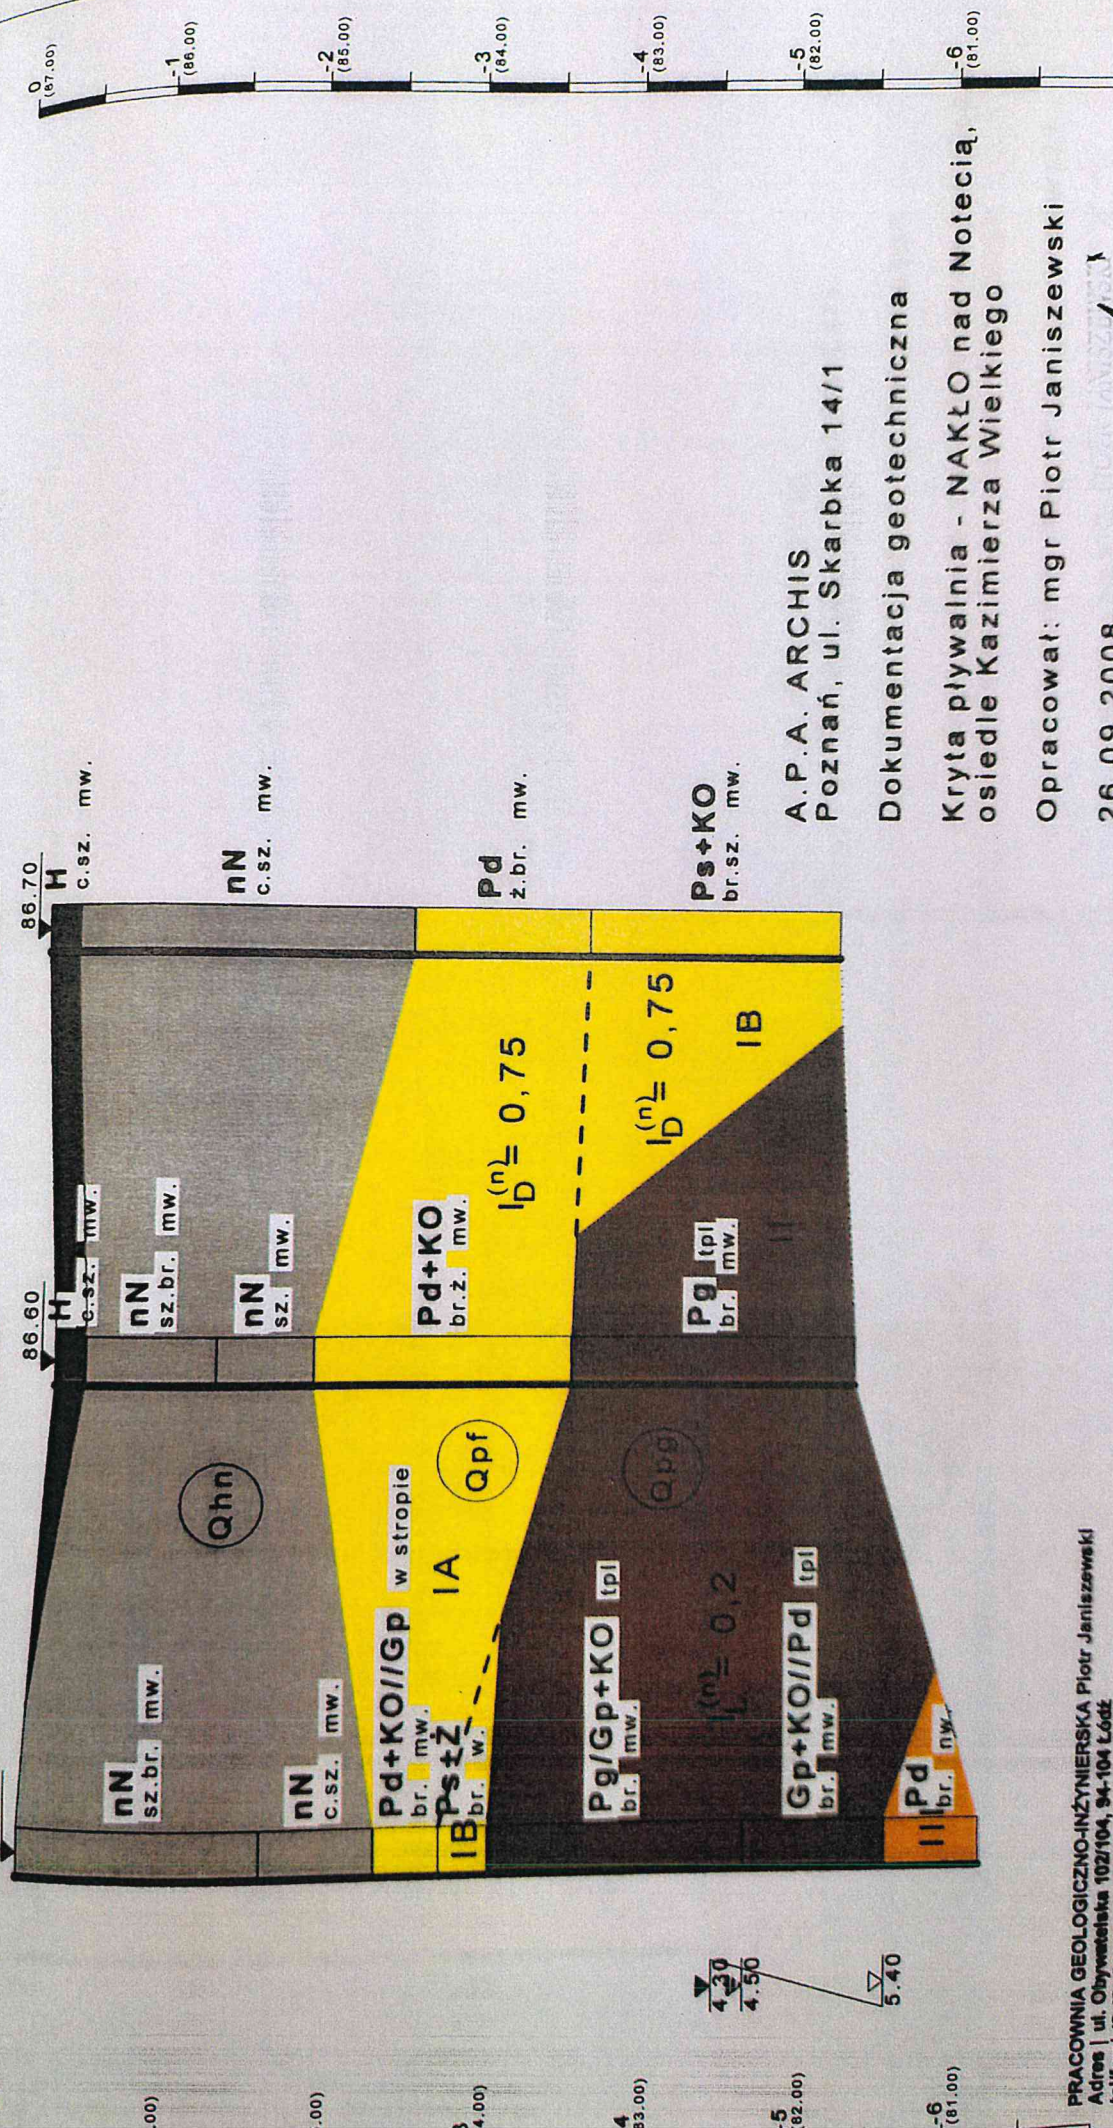 0
(87.00)
-1
(86.00)
-2
(85.00)
-3
(84.00)
-4
(83.00)
-5
(82.00)
-6
(81.00)
86.70
H
c.sz. mw.
nN
c.sz. mw.
Pd
ż.br. mw.
Ps+KO
br.sz. mw.
86.60
H
c.sz. mw.
nN
sz.br. mw.
nN
sz. mw.
Pd+KO
br.ż. mw.
Pg tpl
br. mw.
II
I_D^(n) = 0,75
I_D^(n) = 0,75
IB
Qhn
Qpf
Qpg
nN
sz.br. mw.
nN
c.sz. mw.
Pd+KO//Gp w stropie
br. mw.
IA
IB
Ps±Ż
br. w.
Pg/Gp+KO tpl
br. mw.
I_L^(n) = 0,2
Gp+KO//Pd tpl
br. mw.
III
Pd
br. nw.
4.30
4.50
5.40
.00)
.00)
4.00)
4
83.00)
-5
82.00)
-6
(81.00)
A.P.A. ARCHIS
Poznań, ul. Skarbka 14/1
Dokumentacja geotechniczna
Kryta pływalnia - NAKŁO nad Notecią,
osiedle Kazimierza Wielkiego
Opracował: mgr Piotr Janiszewski
26.09.2008
PRACOWNIA GEOLOGICZNO-INŻYNIERSKA Piotr Janiszewski
Adres | ul. Obywatelska 102/104, 94-104 Łódź